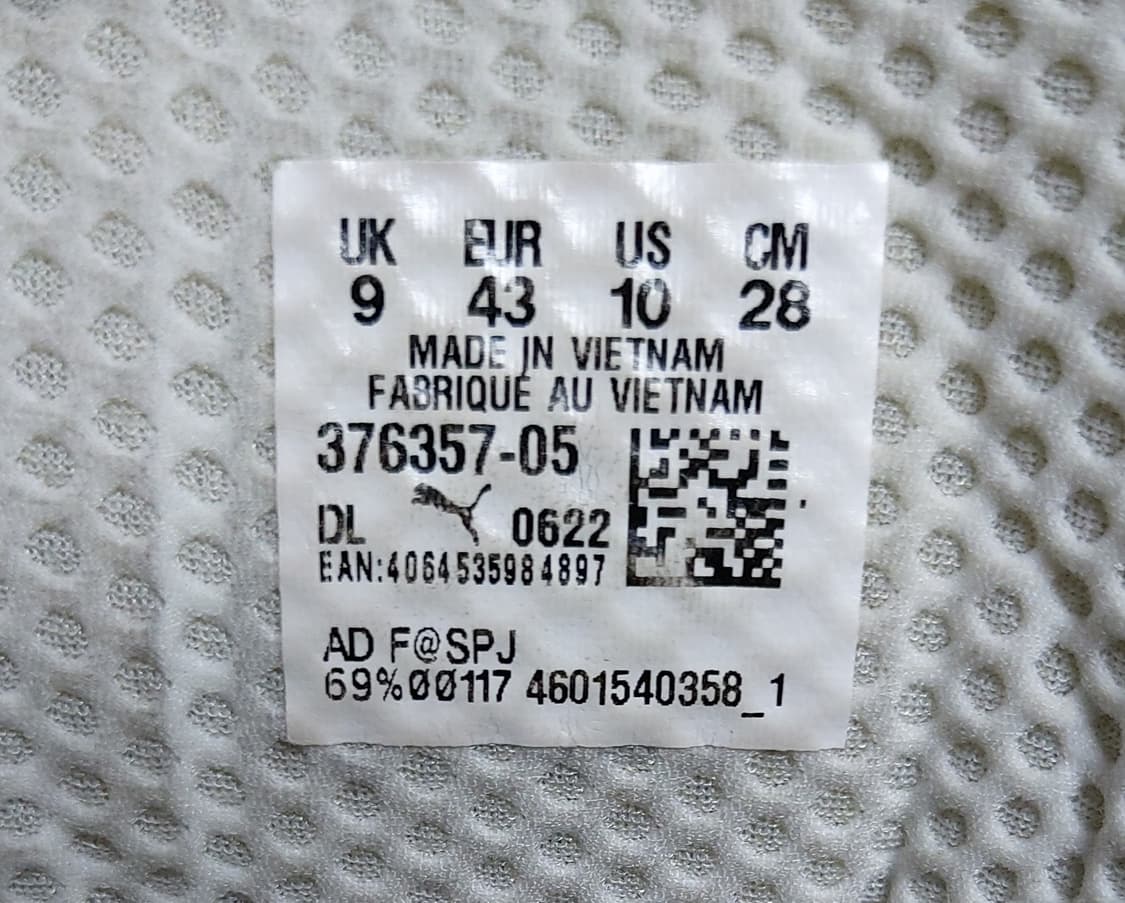 UK EUR US CM
9 43 10 28
MADE IN VIETNAM
FABRIQUE AU VIETNAM
376357-05
DL 0622
EAN:4064535984897
AD F@SPJ
69%00117 4601540358_1